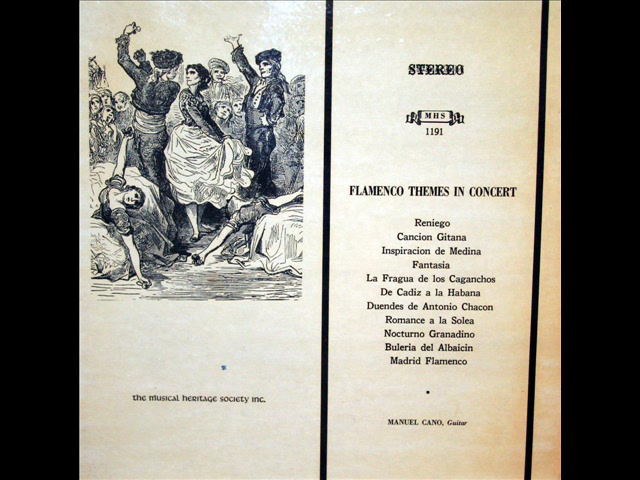 STEREO
MHS
1191
FLAMENCO THEMES IN CONCERT
Reniego
Cancion Gitana
Inspiracion de Medina
Fantasia
La Fragua de los Caganchos
De Cadiz a la Habana
Duendes de Antonio Chacon
Romance a la Solea
Nocturno Granadino
Buleria del Albaicin
Madrid Flamenco
MANUEL CANO, Guitar
the musical heritage society inc.